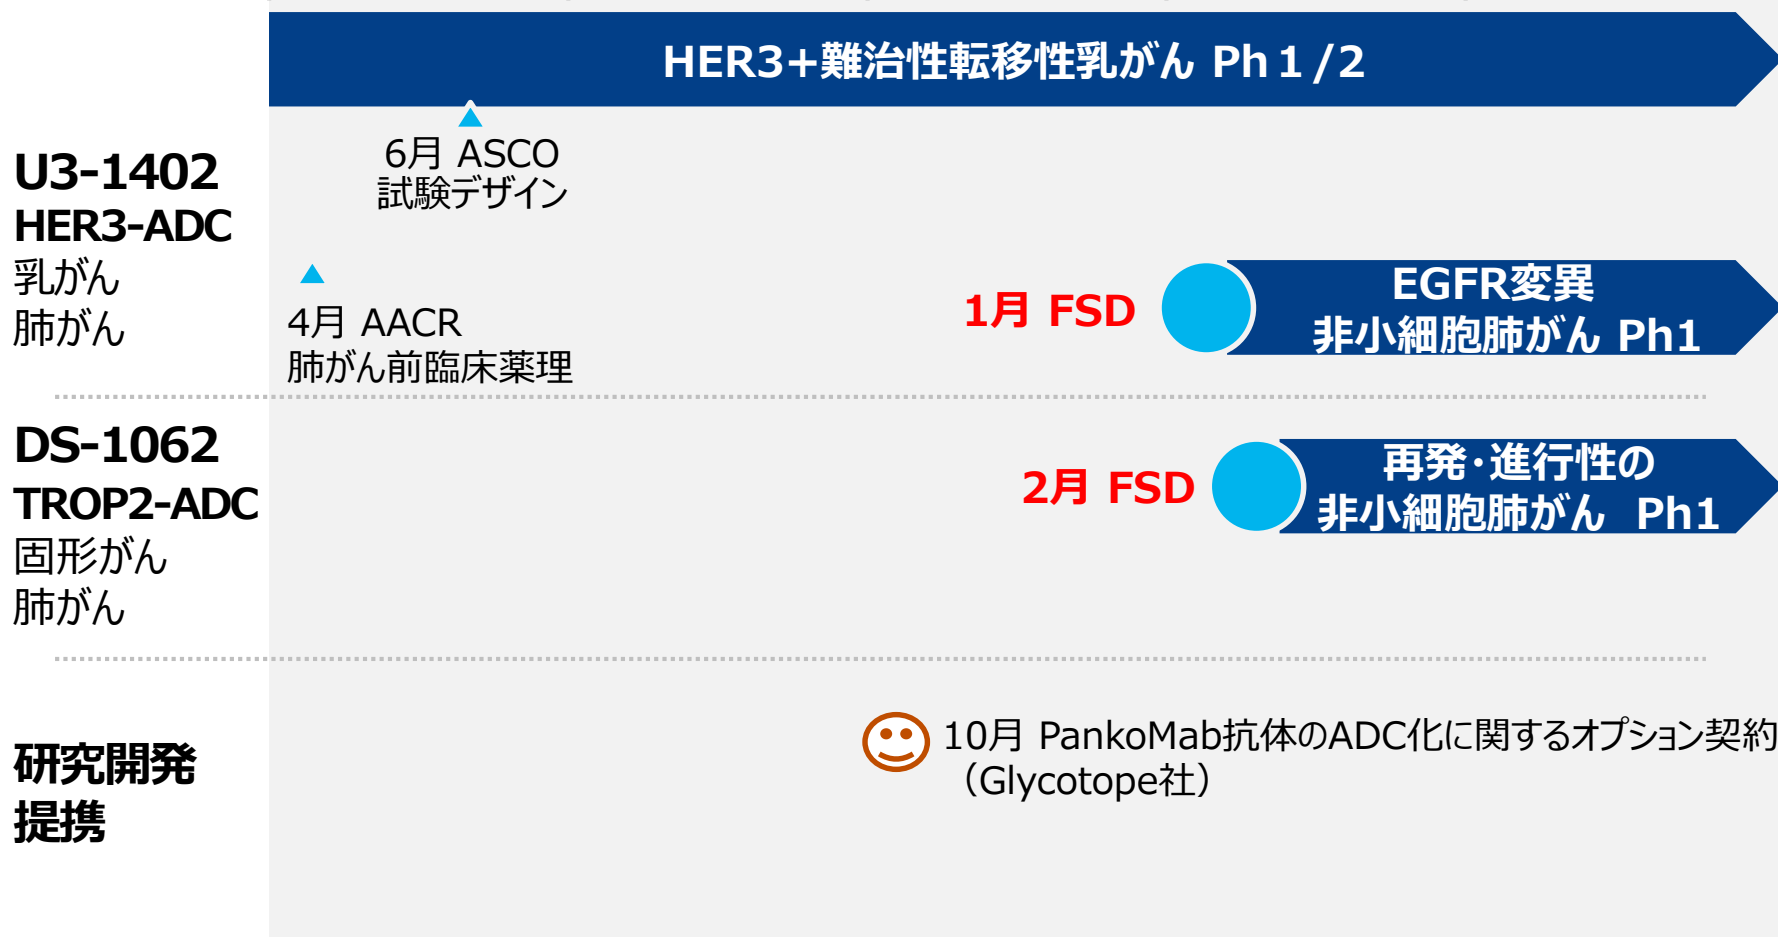 HER3+難治性転移性乳がん Ph１/2
6月 ASCO
試験デザイン
U3-1402
HER3-ADC
乳がん
肺がん
4月 AACR
肺がん前臨床薬理
1月 FSD
EGFR変異
非小細胞肺がん Ph1
DS-1062
TROP2-ADC
固形がん
肺がん
2月 FSD
再発・進行性の
非小細胞肺がん Ph1
研究開発
提携
10月 PankoMab抗体のADC化に関するオプション契約
（Glycotope社）